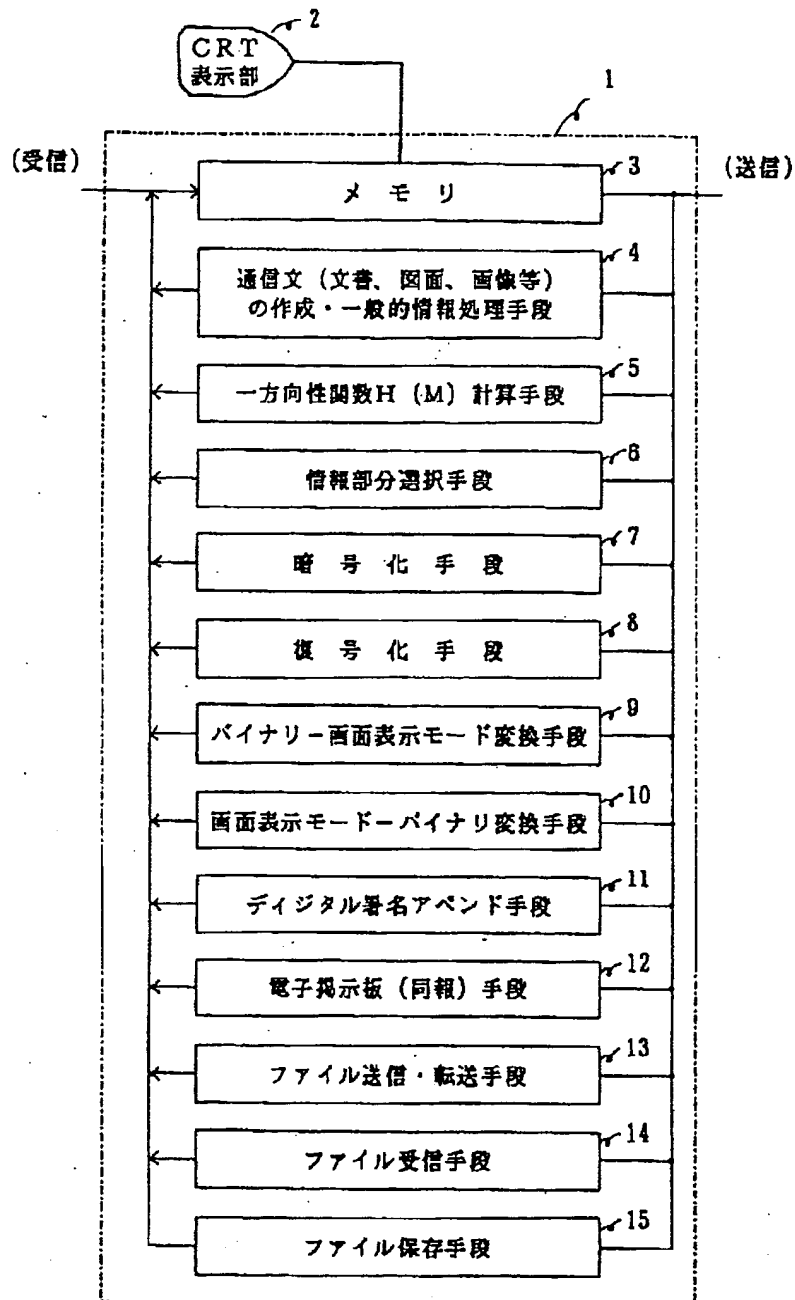 2
CRT
表示部
1
(受信)
3
(送信)
メモリ
4
通信文(文書、図面、画像等)
の作成・一般的情報処理手段
5
一方向性関数H(M)計算手段
6
情報部分選択手段
7
暗号化手段
8
復号化手段
9
バイナリー画面表示モード変換手段
10
画面表示モードーバイナリ変換手段
11
ディジタル署名アペンド手段
12
電子掲示板(同報)手段
13
ファイル送信・転送手段
14
ファイル受信手段
15
ファイル保存手段